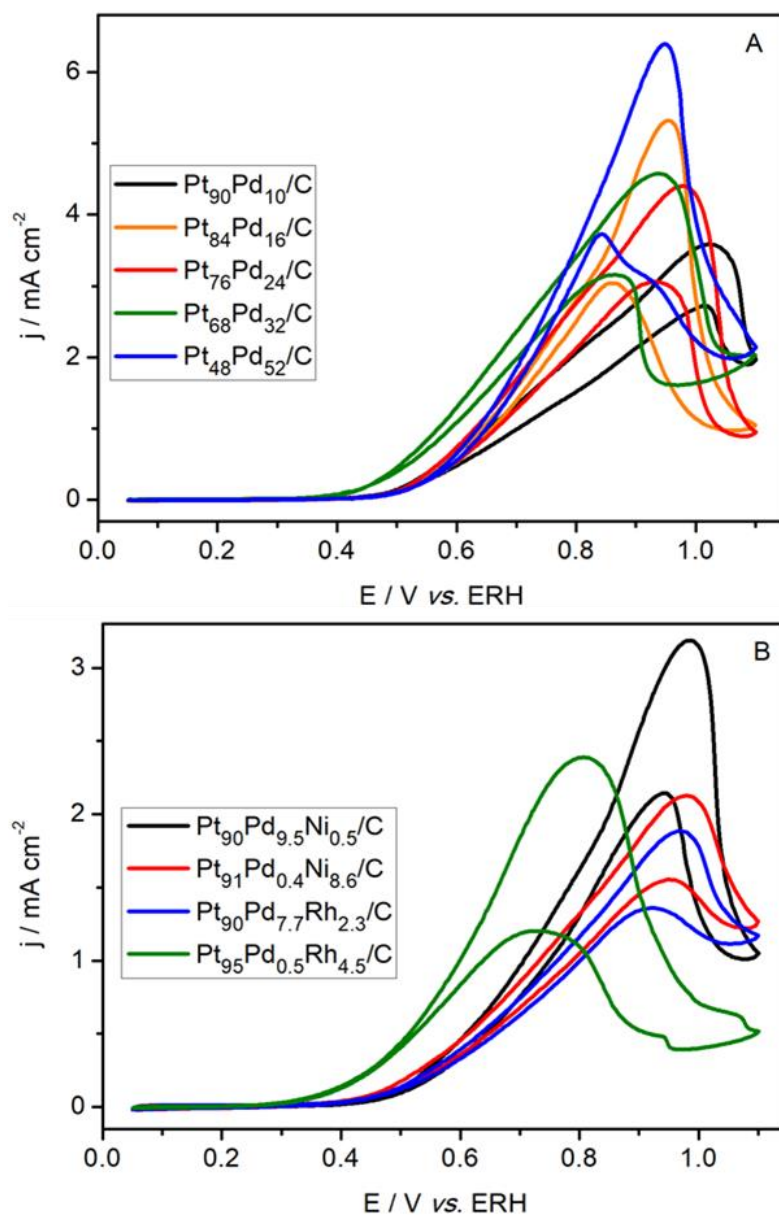 A
6
4
2
0
j / mA cm⁻²
Pt₉₀Pd₁₀/C
Pt₈₄Pd₁₆/C
Pt₇₆Pd₂₄/C
Pt₆₈Pd₃₂/C
Pt₄₈Pd₅₂/C
0.0 0.2 0.4 0.6 0.8 1.0
E / V vs. ERH
B
3
2
1
0
j / mA cm⁻²
Pt₉₀Pd₉.₅Ni₀.₅/C
Pt₉₁Pd₀.₄Ni₈.₆/C
Pt₉₀Pd₇.₇Rh₂.₃/C
Pt₉₅Pd₀.₅Rh₄.₅/C
0.0 0.2 0.4 0.6 0.8 1.0
E / V vs. ERH